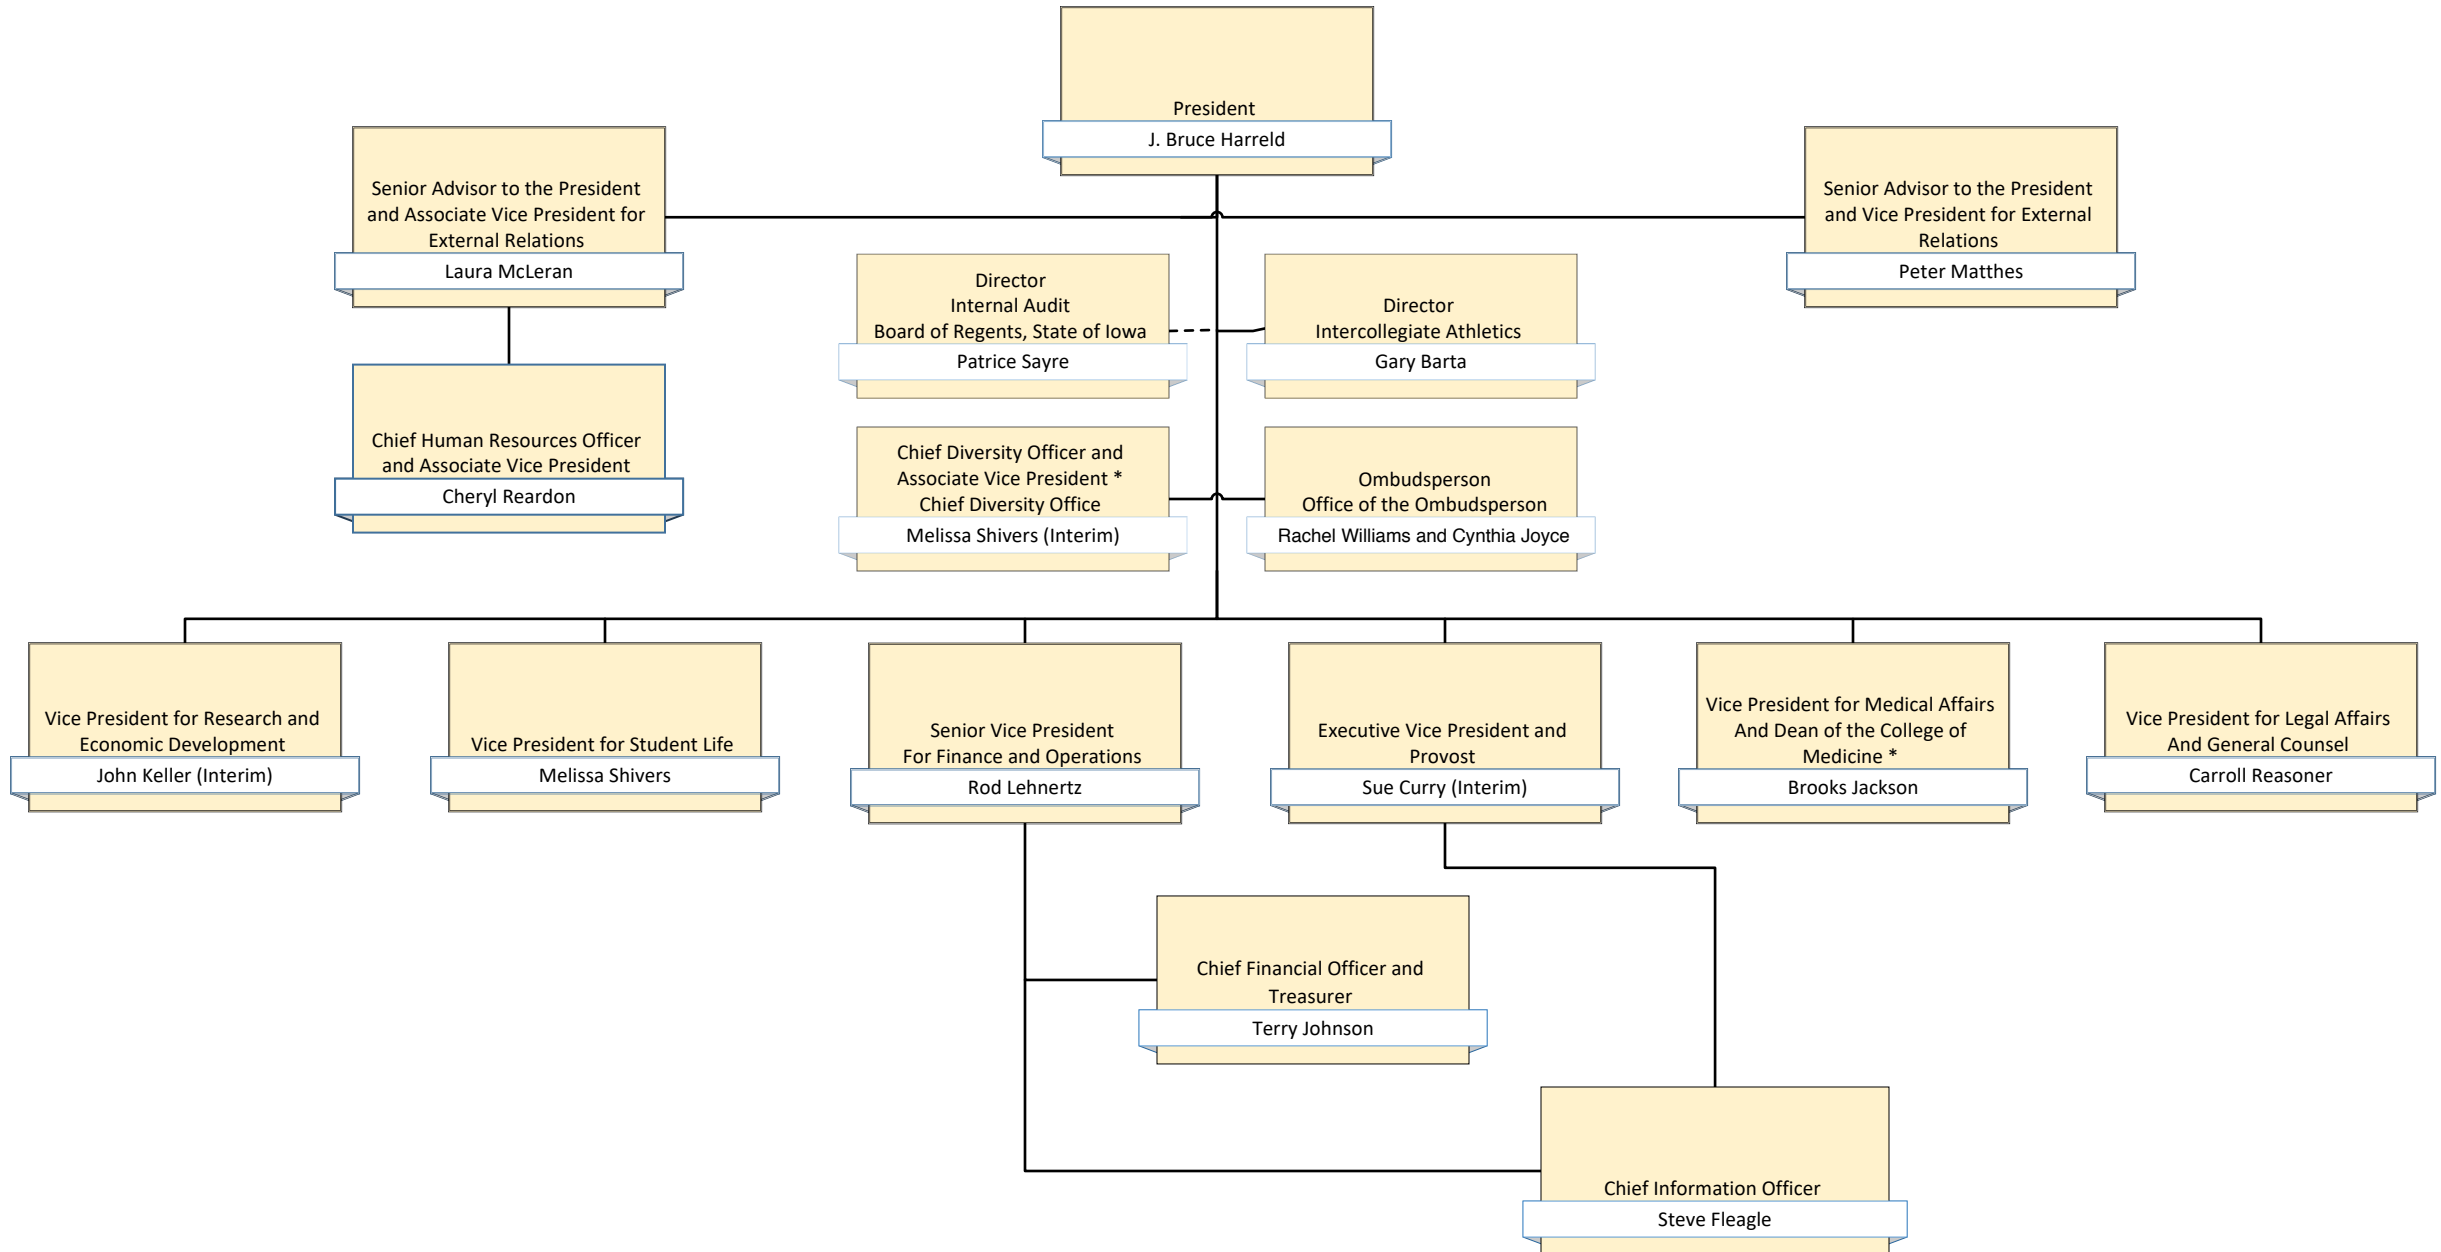 President
J. Bruce Harreld
Senior Advisor to the President
and Associate Vice President for
External Relations
Laura McLeran
Senior Advisor to the President
and Vice President for External
Relations
Peter Matthes
Director
Internal Audit
Board of Regents, State of Iowa
Patrice Sayre
Director
Intercollegiate Athletics
Gary Barta
Chief Human Resources Officer
and Associate Vice President
Cheryl Reardon
Chief Diversity Officer and
Associate Vice President *
Chief Diversity Office
Melissa Shivers (Interim)
Ombudsperson
Office of the Ombudsperson
Rachel Williams and Cynthia Joyce
Vice President for Research and
Economic Development
John Keller (Interim)
Vice President for Student Life
Melissa Shivers
Senior Vice President
For Finance and Operations
Rod Lehnertz
Executive Vice President and
Provost
Sue Curry (Interim)
Vice President for Medical Affairs
And Dean of the College of
Medicine *
Brooks Jackson
Vice President for Legal Affairs
And General Counsel
Carroll Reasoner
Chief Financial Officer and
Treasurer
Terry Johnson
Chief Information Officer
Steve Fleagle